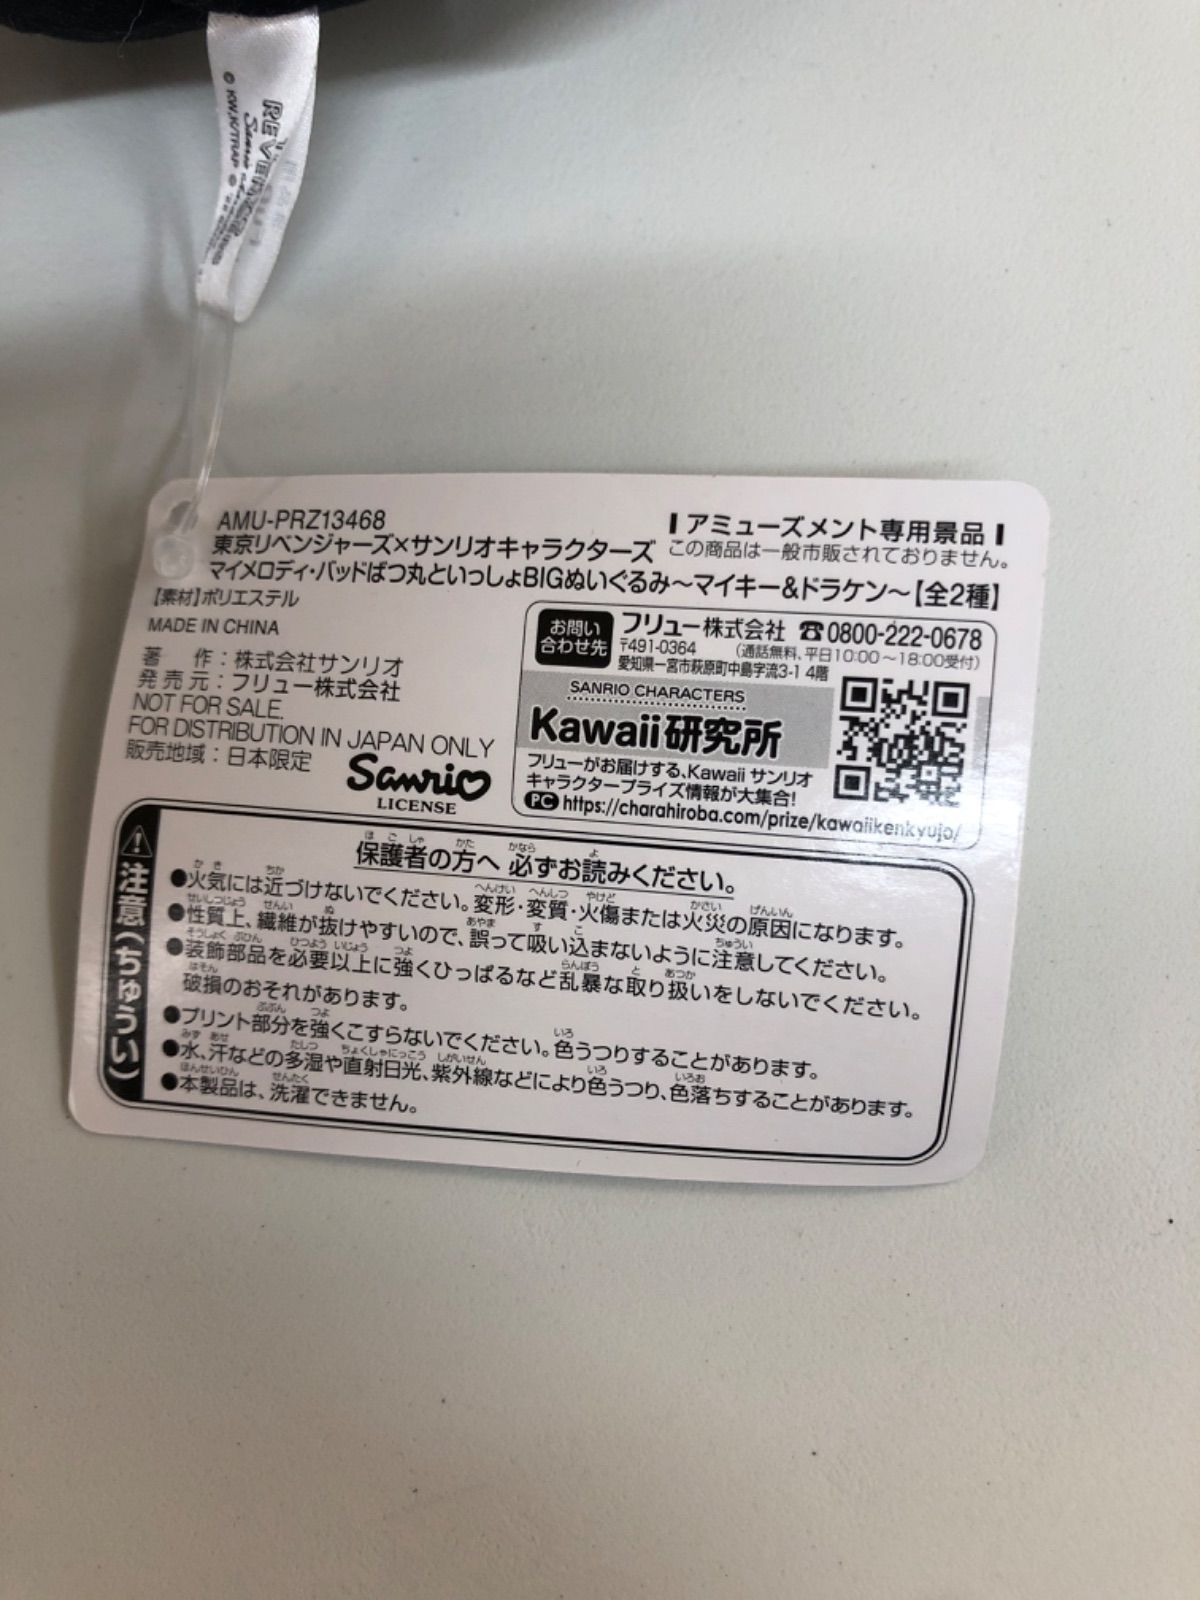 REVENGERS
© KW,K/TRAP ©
AMU-PRZ13468
東京リベンジャーズ×サンリオキャラクターズ
マイメロディ・バッドばつ丸といっしょBIGぬいぐるみ～マイキー&ドラケン～【全2種】
アミューズメント専用景品
この商品は一般市販されておりません。
【素材】ポリエステル
MADE IN CHINA
著 作：株式会社サンリオ
発売元：フリュー株式会社
NOT FOR SALE.
FOR DISTRIBUTION IN JAPAN ONLY
販売地域：日本限定
Sanrio
LICENSE
お問い
合わせ先
フリュー株式会社 ☎0800-222-0678
〒491-0364 （通話無料、平日10:00～18:00受付）
愛知県一宮市萩原町中島字流3-1 4階
SANRIO CHARACTERS
Kawaii研究所
フリューがお届けする、Kawaii サンリオ
キャラクタープライズ情報が大集合！
PC https://charahiroba.com/prize/kawaiikenkyujo/
注意（ちゅうい）
保護者の方へ 必ずお読みください。
●火気には近づけないでください。変形・変質・火傷または火災の原因になります。
●性質上、繊維が抜けやすいので、誤って吸い込まないように注意してください。
●装飾部品を必要以上に強くひっぱるなど乱暴な取り扱いをしないでください。
破損のおそれがあります。
●プリント部分を強くこすらないでください。色うつりすることがあります。
●水、汗などの多湿や直射日光、紫外線などにより色うつり、色落ちすることがあります。
●本製品は、洗濯できません。